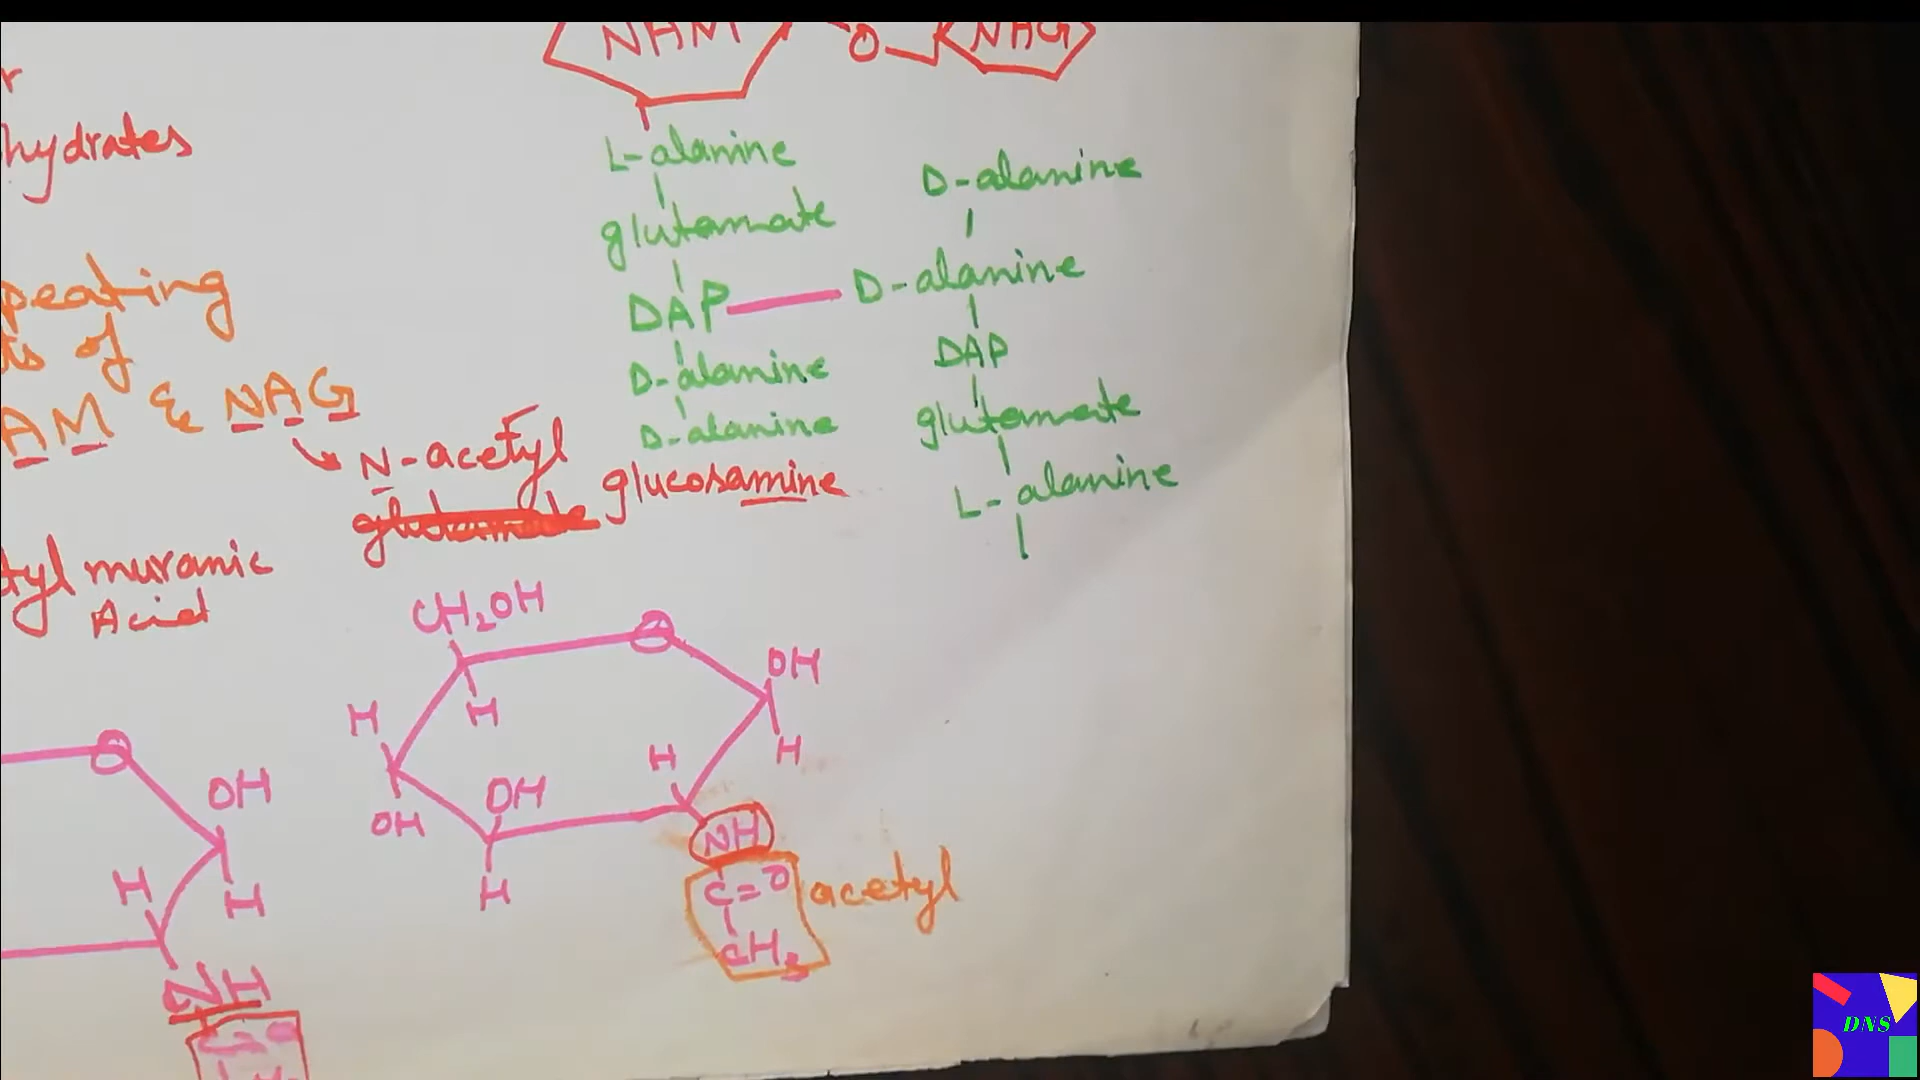 NAM O NAG
r
hydrates
L-alanine
glutamate
DAP
D-alanine
D-alanine
D-alanine
D-alanine
DAP
glutamate
L-alanine
peating
ts of
AM & NAG
N-acetyl
glutamate glucosamine
tyl muramic
Acid
CH₂OH
O
OH
H
H
H
H
OH
OH
H
NH
C=O
CH₃
acetyl
O
OH
H
H
NH
DNS